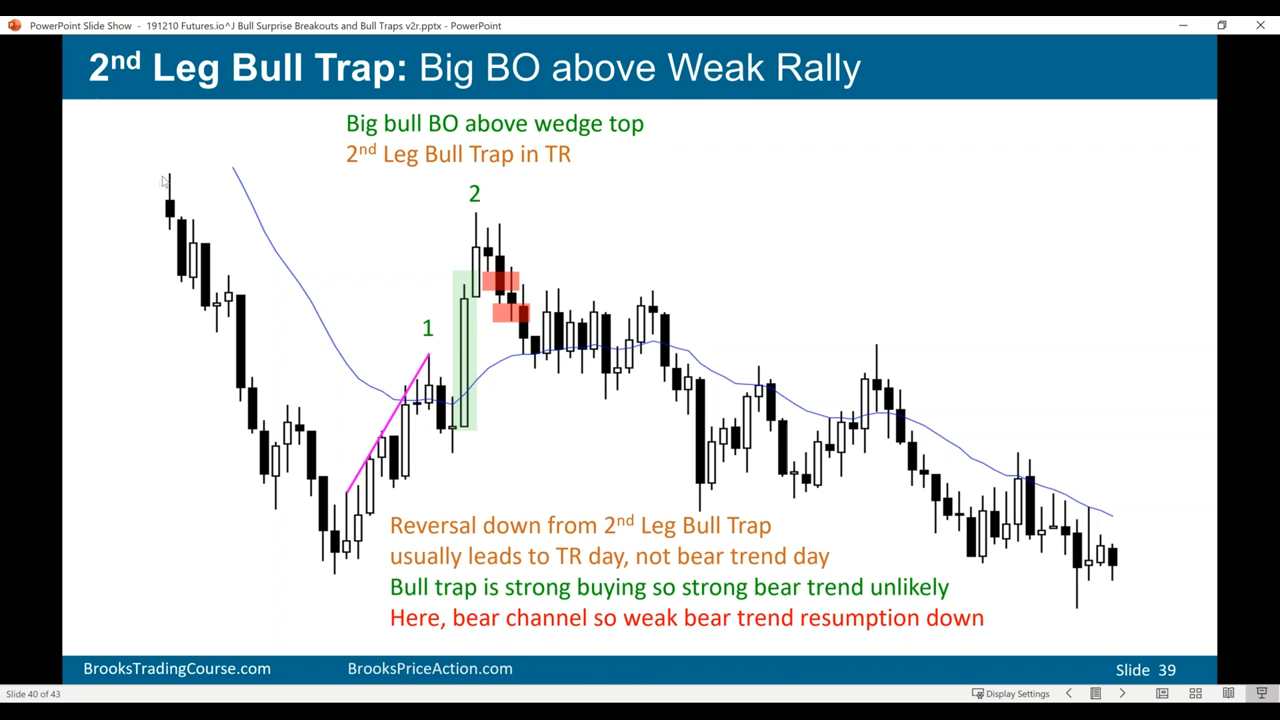 PowerPoint Slide Show - 191210 Futures.io^J Bull Surprise Breakouts and Bull Traps v2r.pptx - PowerPoint
2nd Leg Bull Trap: Big BO above Weak Rally
Big bull BO above wedge top
2nd Leg Bull Trap in TR
2
1
Reversal down from 2nd Leg Bull Trap
usually leads to TR day, not bear trend day
Bull trap is strong buying so strong bear trend unlikely
Here, bear channel so weak bear trend resumption down
BrooksTradingCourse.com BrooksPriceAction.com Slide 39
Slide 40 of 43 Display Settings